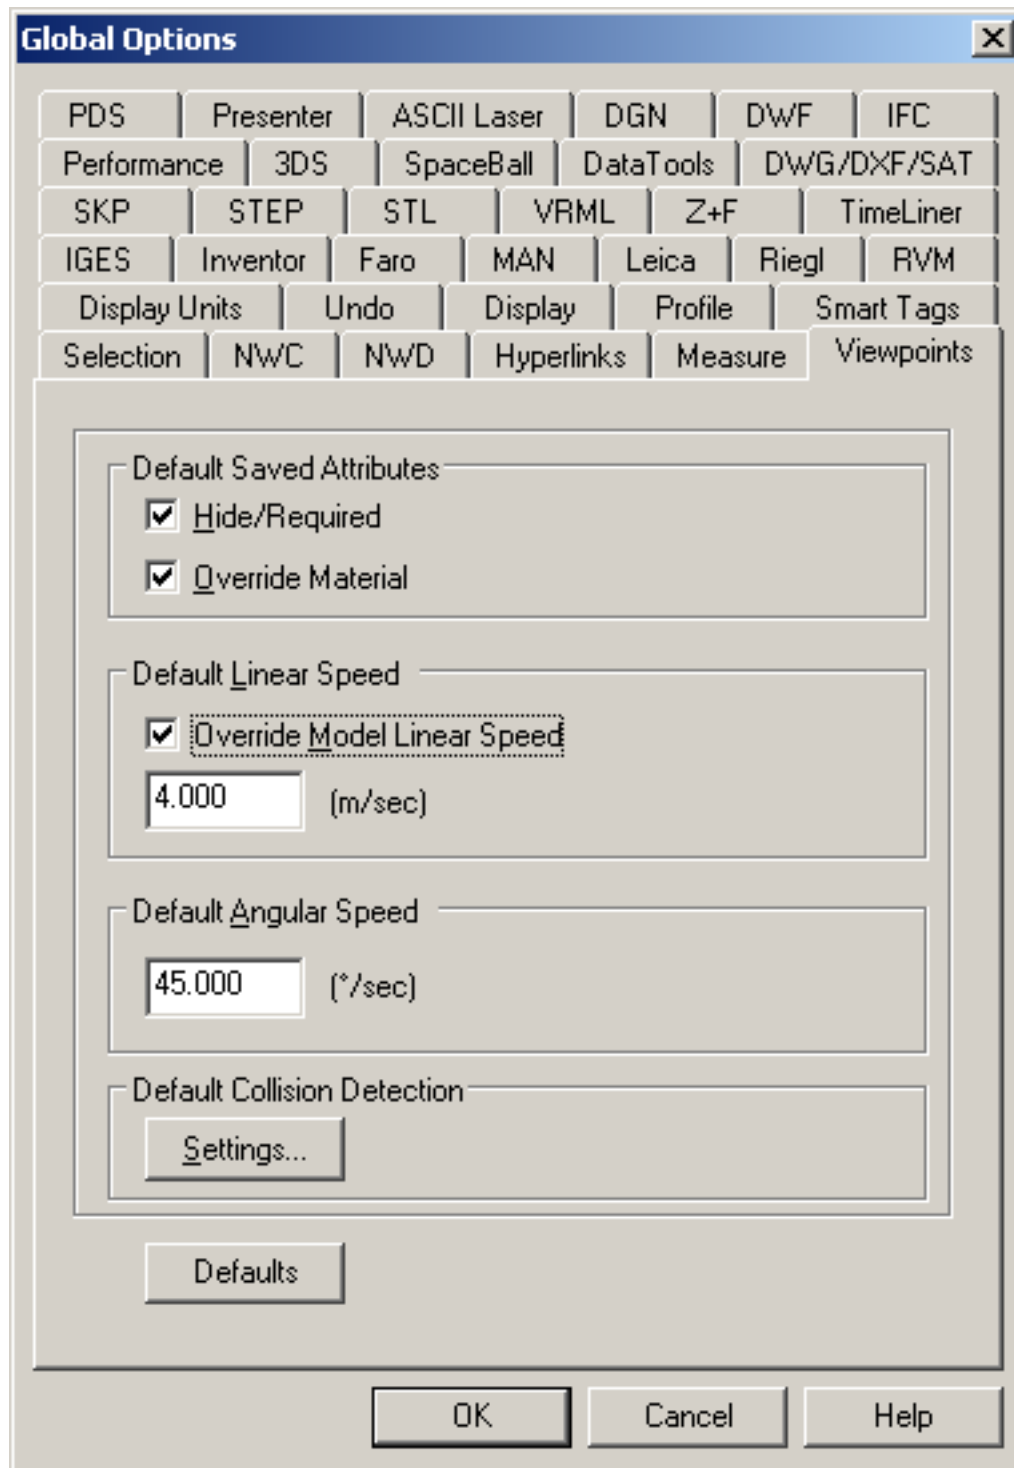 Global Options
PDS Presenter ASCII Laser DGN DWF IFC
Performance 3DS SpaceBall DataTools DWG/DXF/SAT
SKP STEP STL VRML Z+F TimeLiner
IGES Inventor Faro MAN Leica Riegl RVM
Display Units Undo Display Profile Smart Tags
Selection NWC NWD Hyperlinks Measure Viewpoints
Default Saved Attributes
Hide/Required
Override Material
Default Linear Speed
Override Model Linear Speed
4.000 (m/sec)
Default Angular Speed
45.000 (°/sec)
Default Collision Detection
Settings...
Defaults
OK Cancel Help